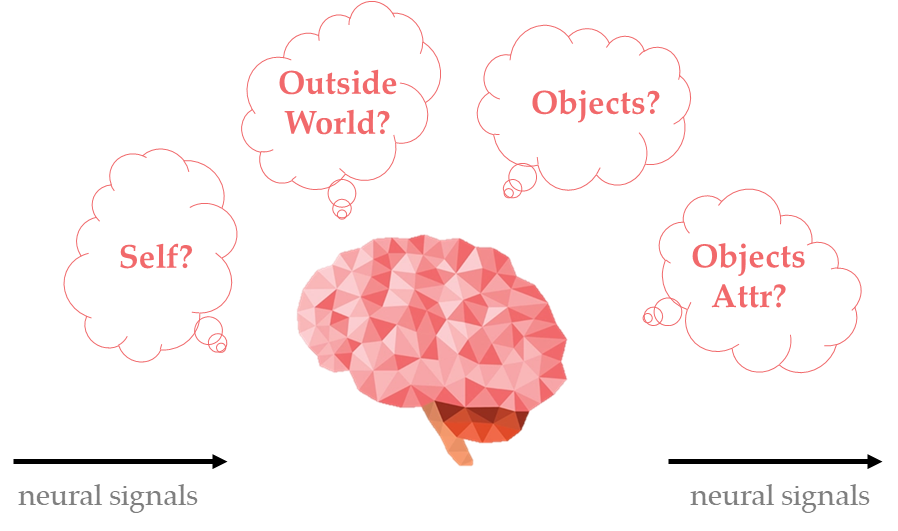 Outside
World?
Objects?
Self?
Objects
Attr?
neural signals
neural signals